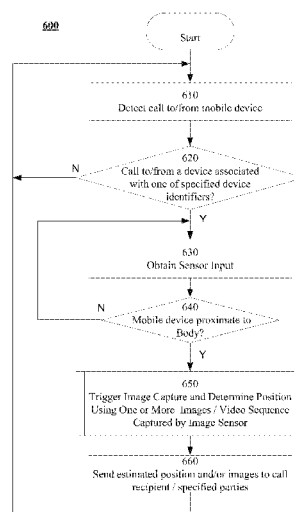 600
Start
610
Detect call to/from mobile device
620
Call to/from a device associated
with one of specified device
identifiers?
N
Y
630
Obtain Sensor Input
640
Mobile device proximate to
Body?
N
Y
650
Trigger Image Capture and Determine Position
Using One or More Images / Video Sequence
Captured by Image Sensor
660
Send estimated position and/or images to call
recipient / specified parties